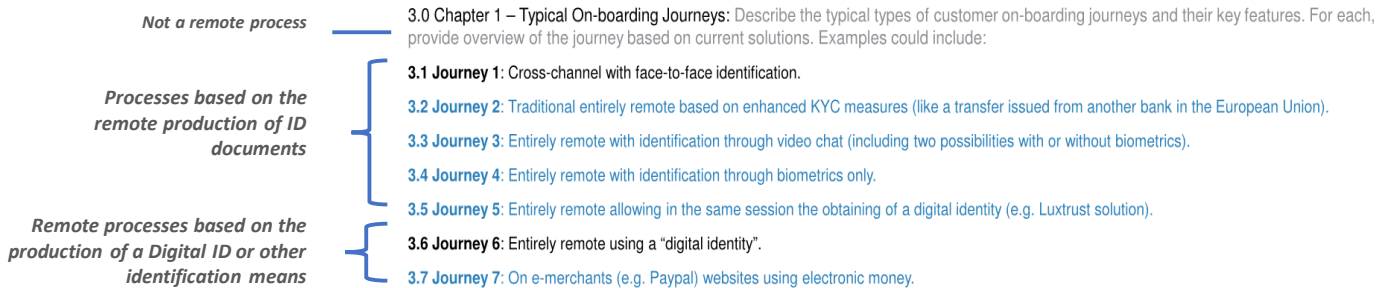 Not a remote process
3.0 Chapter 1 – Typical On-boarding Journeys: Describe the typical types of customer on-boarding journeys and their key features. For each,
provide overview of the journey based on current solutions. Examples could include:
3.1 Journey 1: Cross-channel with face-to-face identification.
Processes based on the
remote production of ID
documents
3.2 Journey 2: Traditional entirely remote based on enhanced KYC measures (like a transfer issued from another bank in the European Union).
3.3 Journey 3: Entirely remote with identification through video chat (including two possibilities with or without biometrics).
3.4 Journey 4: Entirely remote with identification through biometrics only.
3.5 Journey 5: Entirely remote allowing in the same session the obtaining of a digital identity (e.g. Luxtrust solution).
Remote processes based on the
production of a Digital ID or other
identification means
3.6 Journey 6: Entirely remote using a “digital identity”.
3.7 Journey 7: On e-merchants (e.g. Paypal) websites using electronic money.